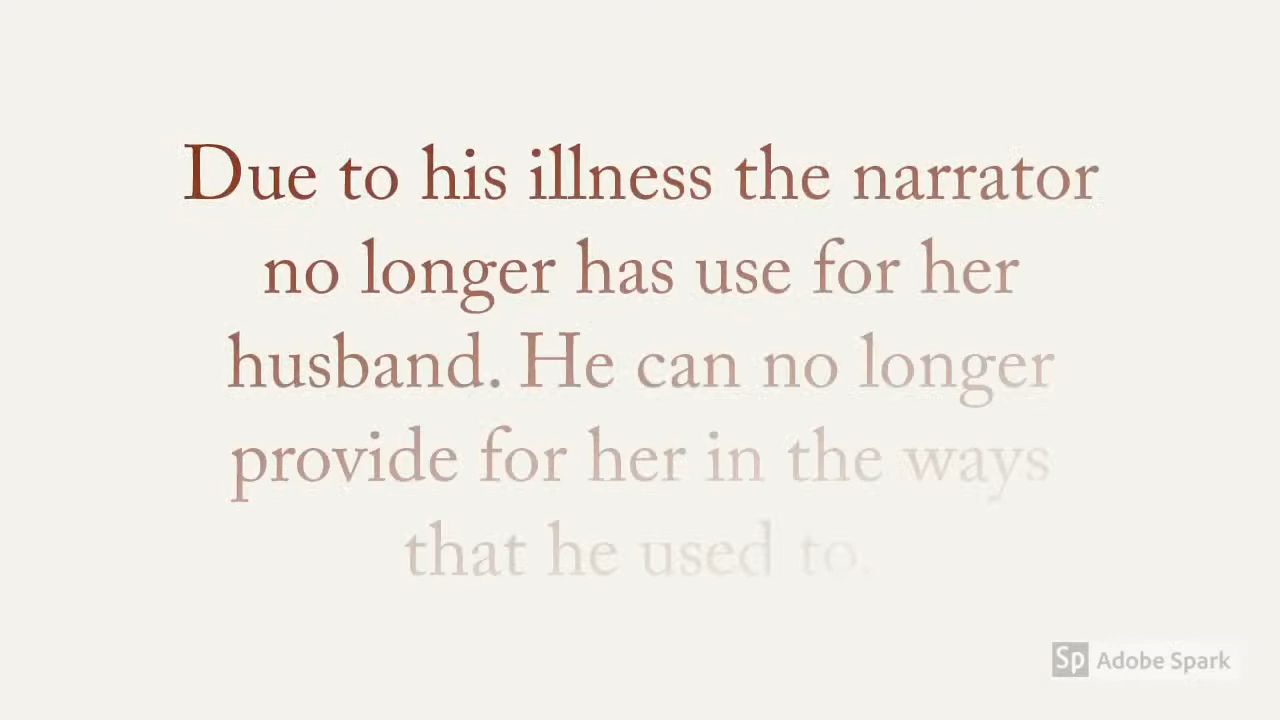 Due to his illness the narrator
no longer has use for her
husband. He can no longer
provide for her in the ways
that he used to.
Sp Adobe Spark